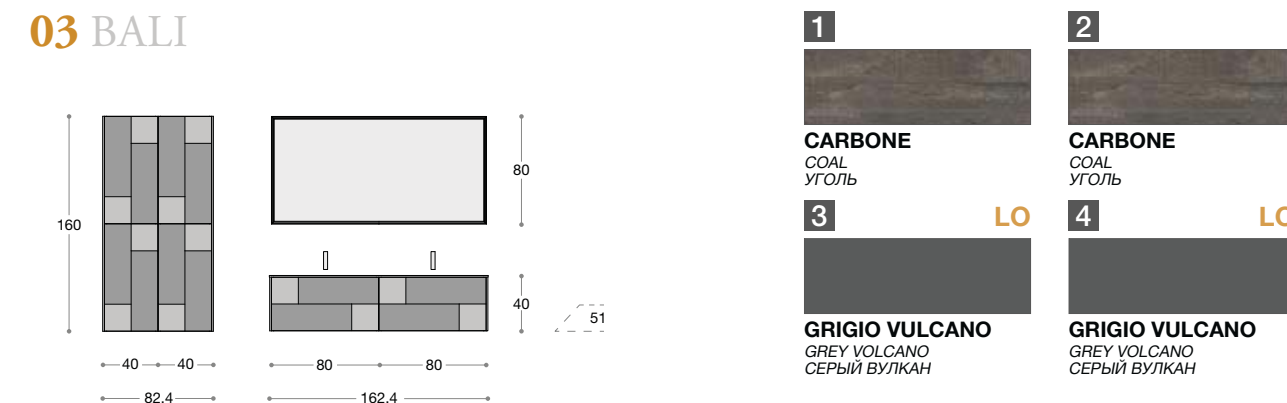 03 BALI
160
80
40
51
40 40
80 80
82.4
162.4
1
CARBONE
COAL
УГОЛЬ
2
CARBONE
COAL
УГОЛЬ
3 LO
GRIGIO VULCANO
GREY VOLCANO
СЕРЫЙ ВУЛКАН
4 LO
GRIGIO VULCANO
GREY VOLCANO
СЕРЫЙ ВУЛКАН